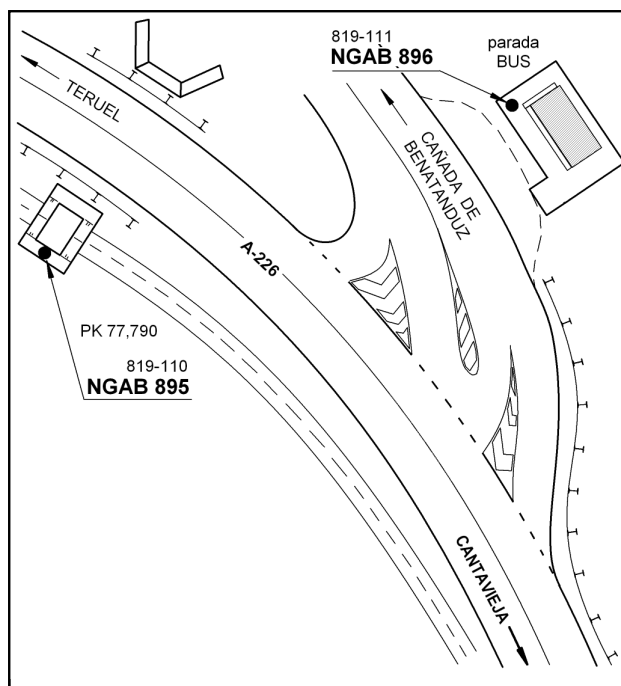 819-111
NGAB 896
parada
BUS
TERUEL
CAÑADA DE
BENATANDUZ
A-226
PK 77,790
819-110
NGAB 895
CANTAVIEJA